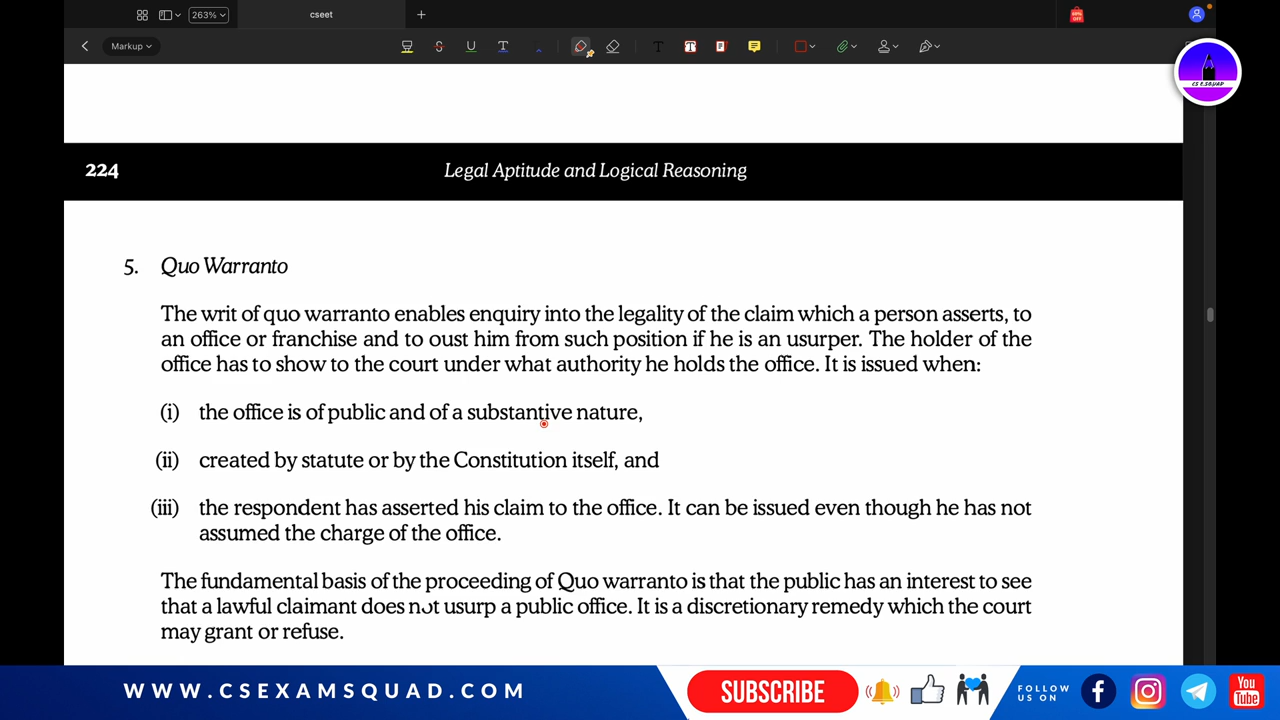 263%
cseet
Markup
CS E.SQUAD
224
Legal Aptitude and Logical Reasoning
5. Quo Warranto
The writ of quo warranto enables enquiry into the legality of the claim which a person asserts, to
an office or franchise and to oust him from such position if he is an usurper. The holder of the
office has to show to the court under what authority he holds the office. It is issued when:
(i) the office is of public and of a substantive nature,
(ii) created by statute or by the Constitution itself, and
(iii) the respondent has asserted his claim to the office. It can be issued even though he has not
assumed the charge of the office.
The fundamental basis of the proceeding of Quo warranto is that the public has an interest to see
that a lawful claimant does not usurp a public office. It is a discretionary remedy which the court
may grant or refuse.
WWW.CSEXAMSQUAD.COM
SUBSCRIBE
FOLLOW
US ON
You
Tube